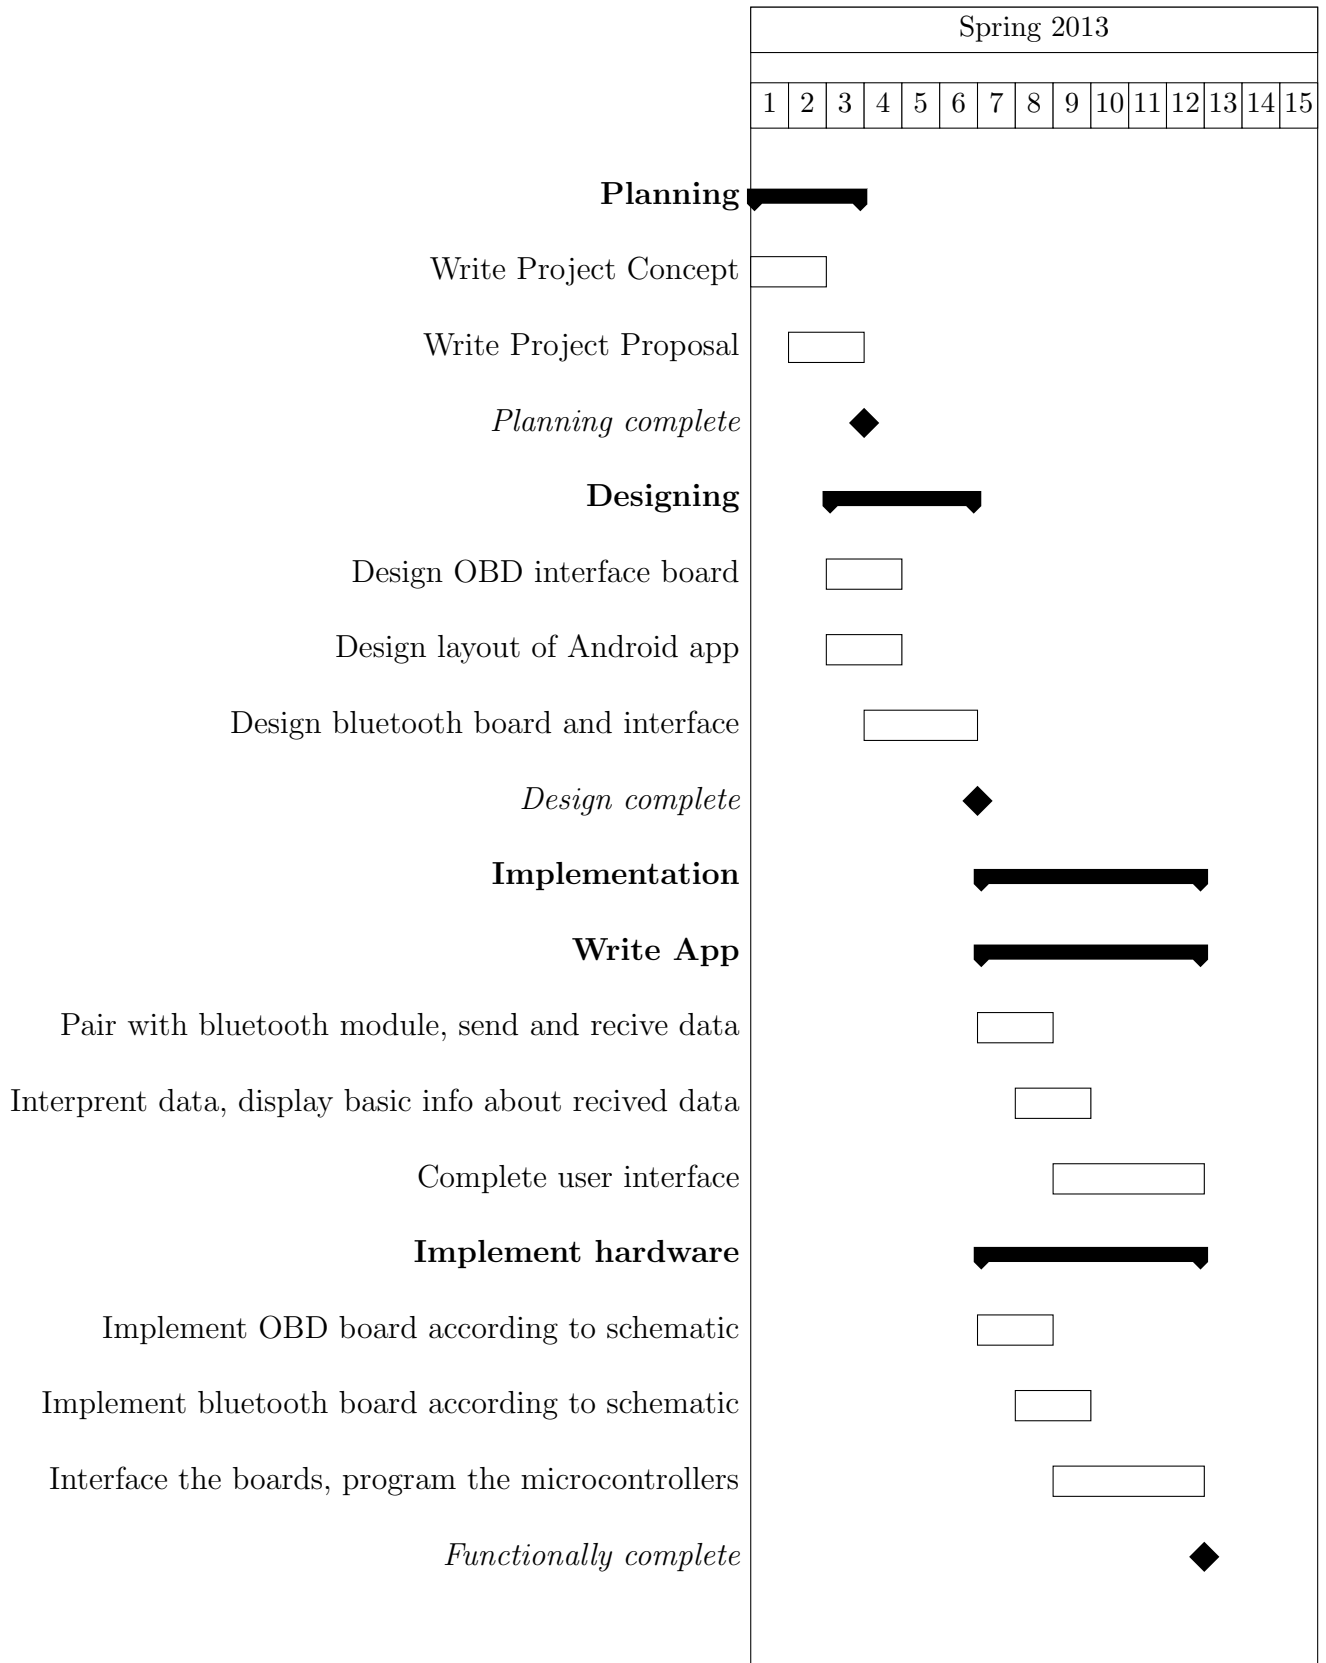 Spring 2013
1 2 3 4 5 6 7 8 9 10 11 12 13 14 15
Planning
Write Project Concept
Write Project Proposal
Planning complete
Designing
Design OBD interface board
Design layout of Android app
Design bluetooth board and interface
Design complete
Implementation
Write App
Pair with bluetooth module, send and recive data
Interprent data, display basic info about recived data
Complete user interface
Implement hardware
Implement OBD board according to schematic
Implement bluetooth board according to schematic
Interface the boards, program the microcontrollers
Functionally complete